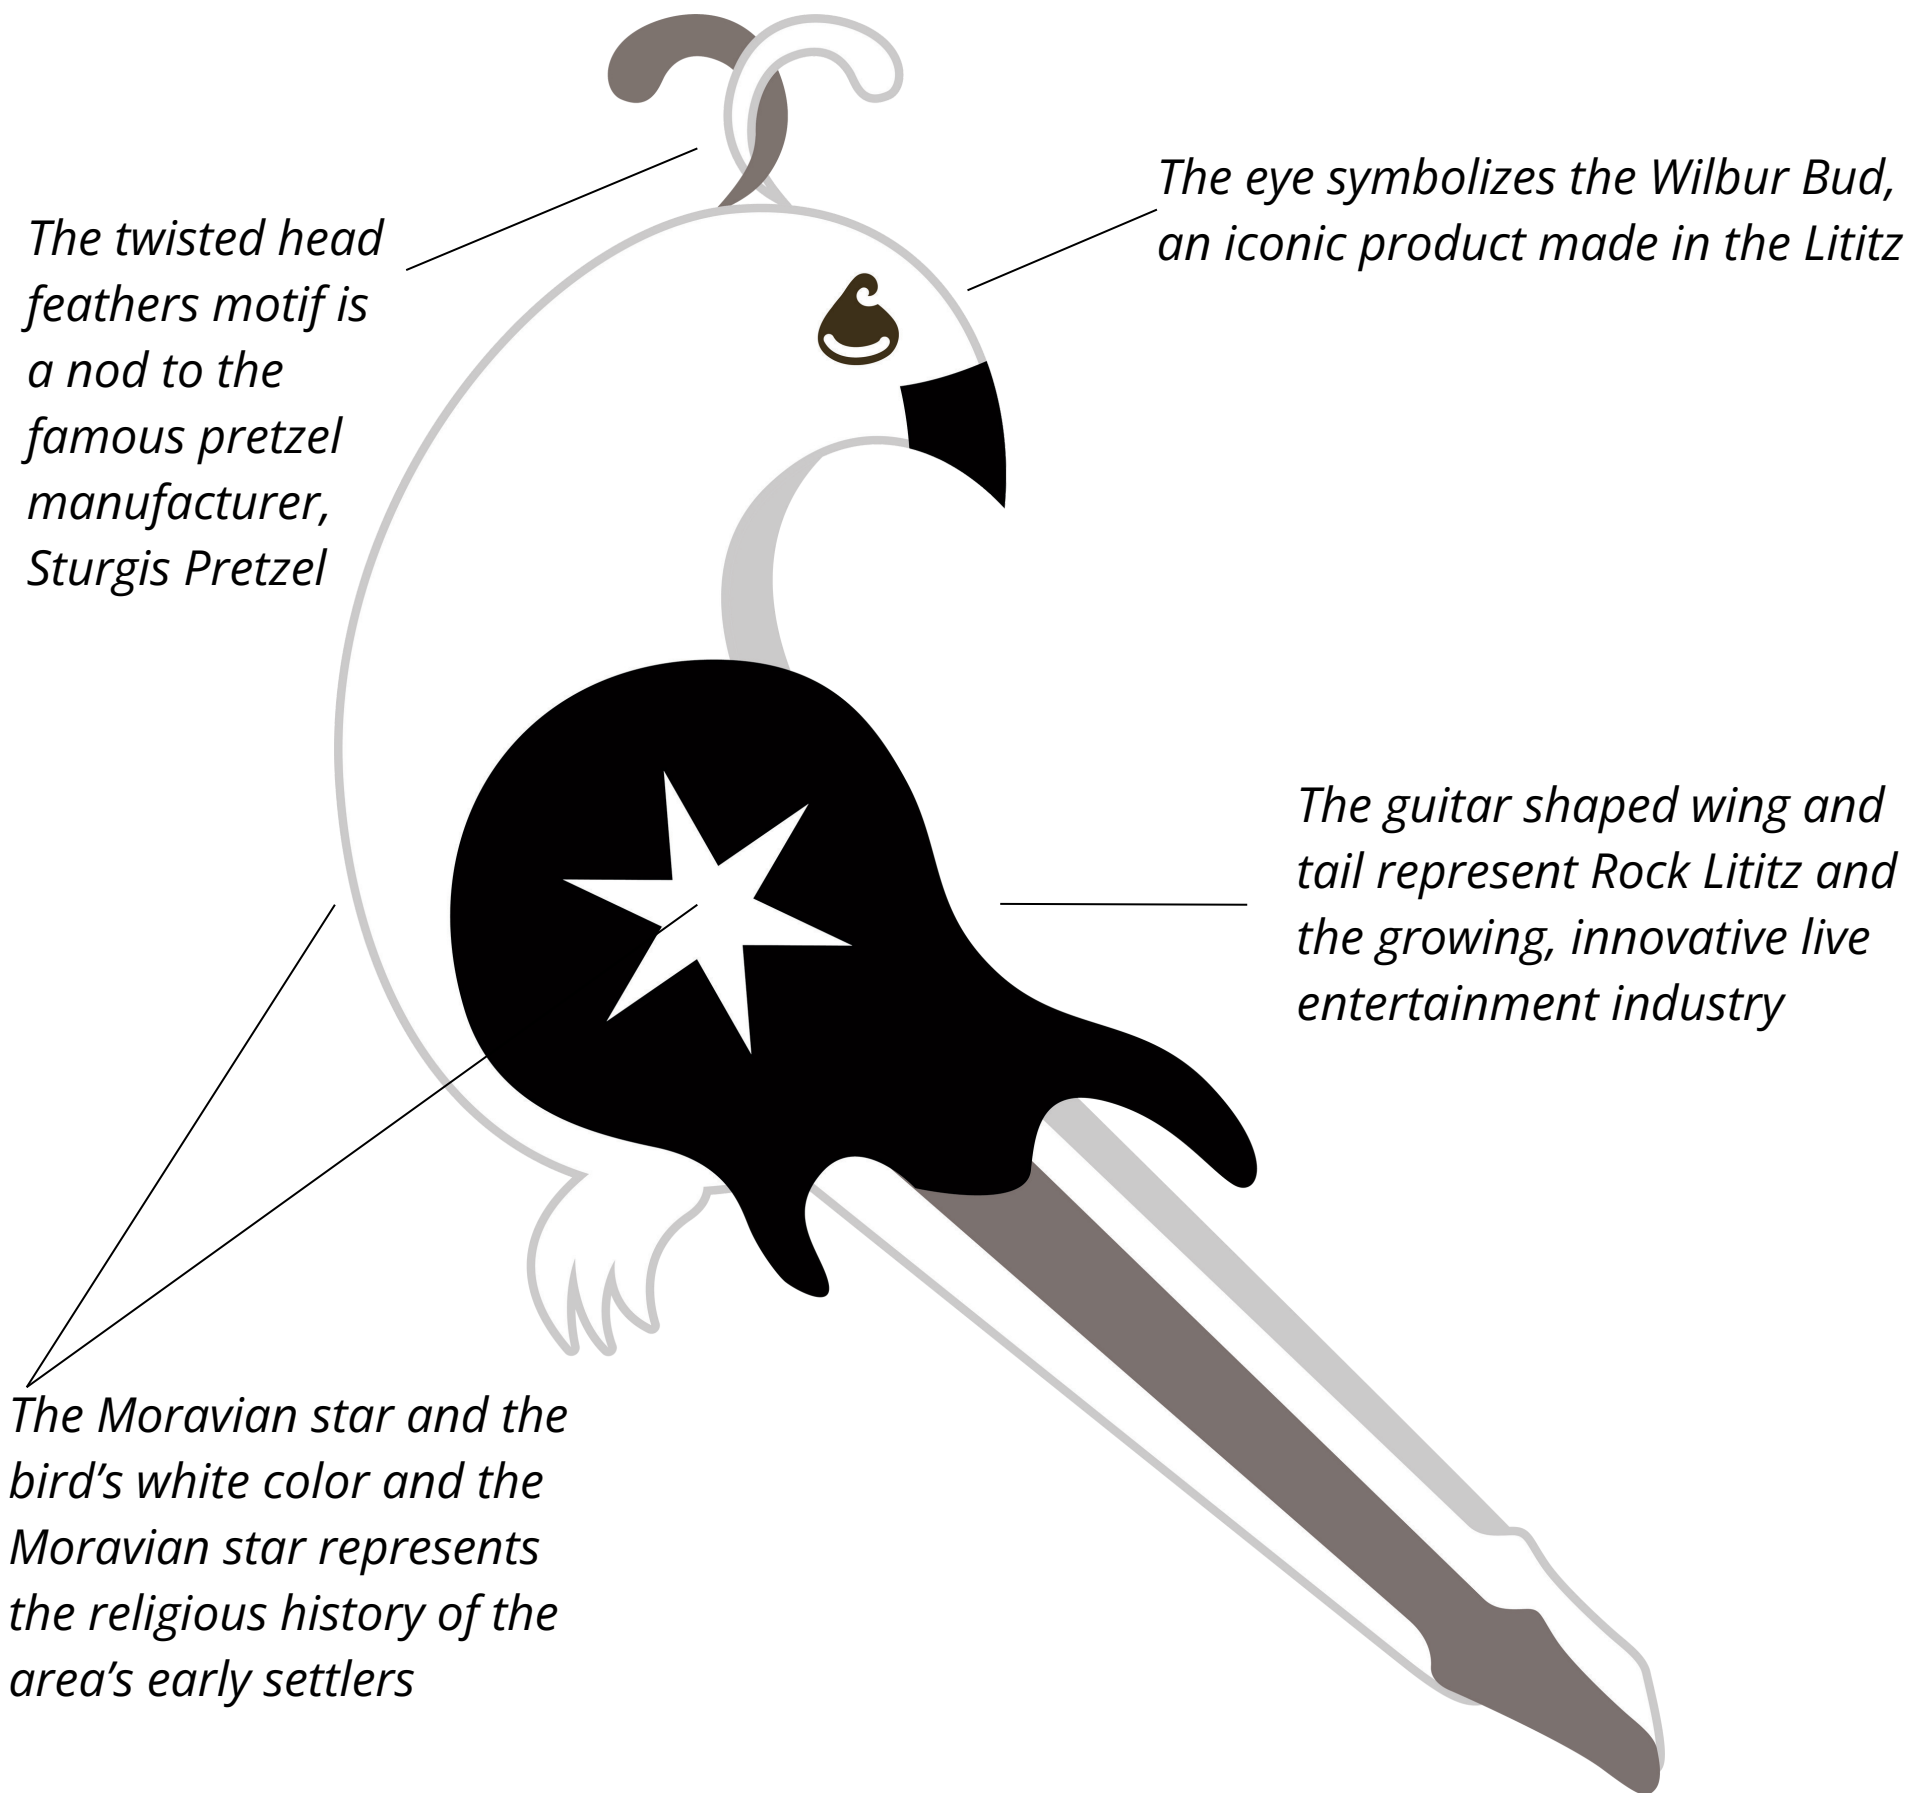 The twisted head
feathers motif is
a nod to the
famous pretzel
manufacturer,
Sturgis Pretzel
The eye symbolizes the Wilbur Bud,
an iconic product made in the Lititz
The guitar shaped wing and
tail represent Rock Lititz and
the growing, innovative live
entertainment industry
The Moravian star and the
bird’s white color and the
Moravian star represents
the religious history of the
area’s early settlers